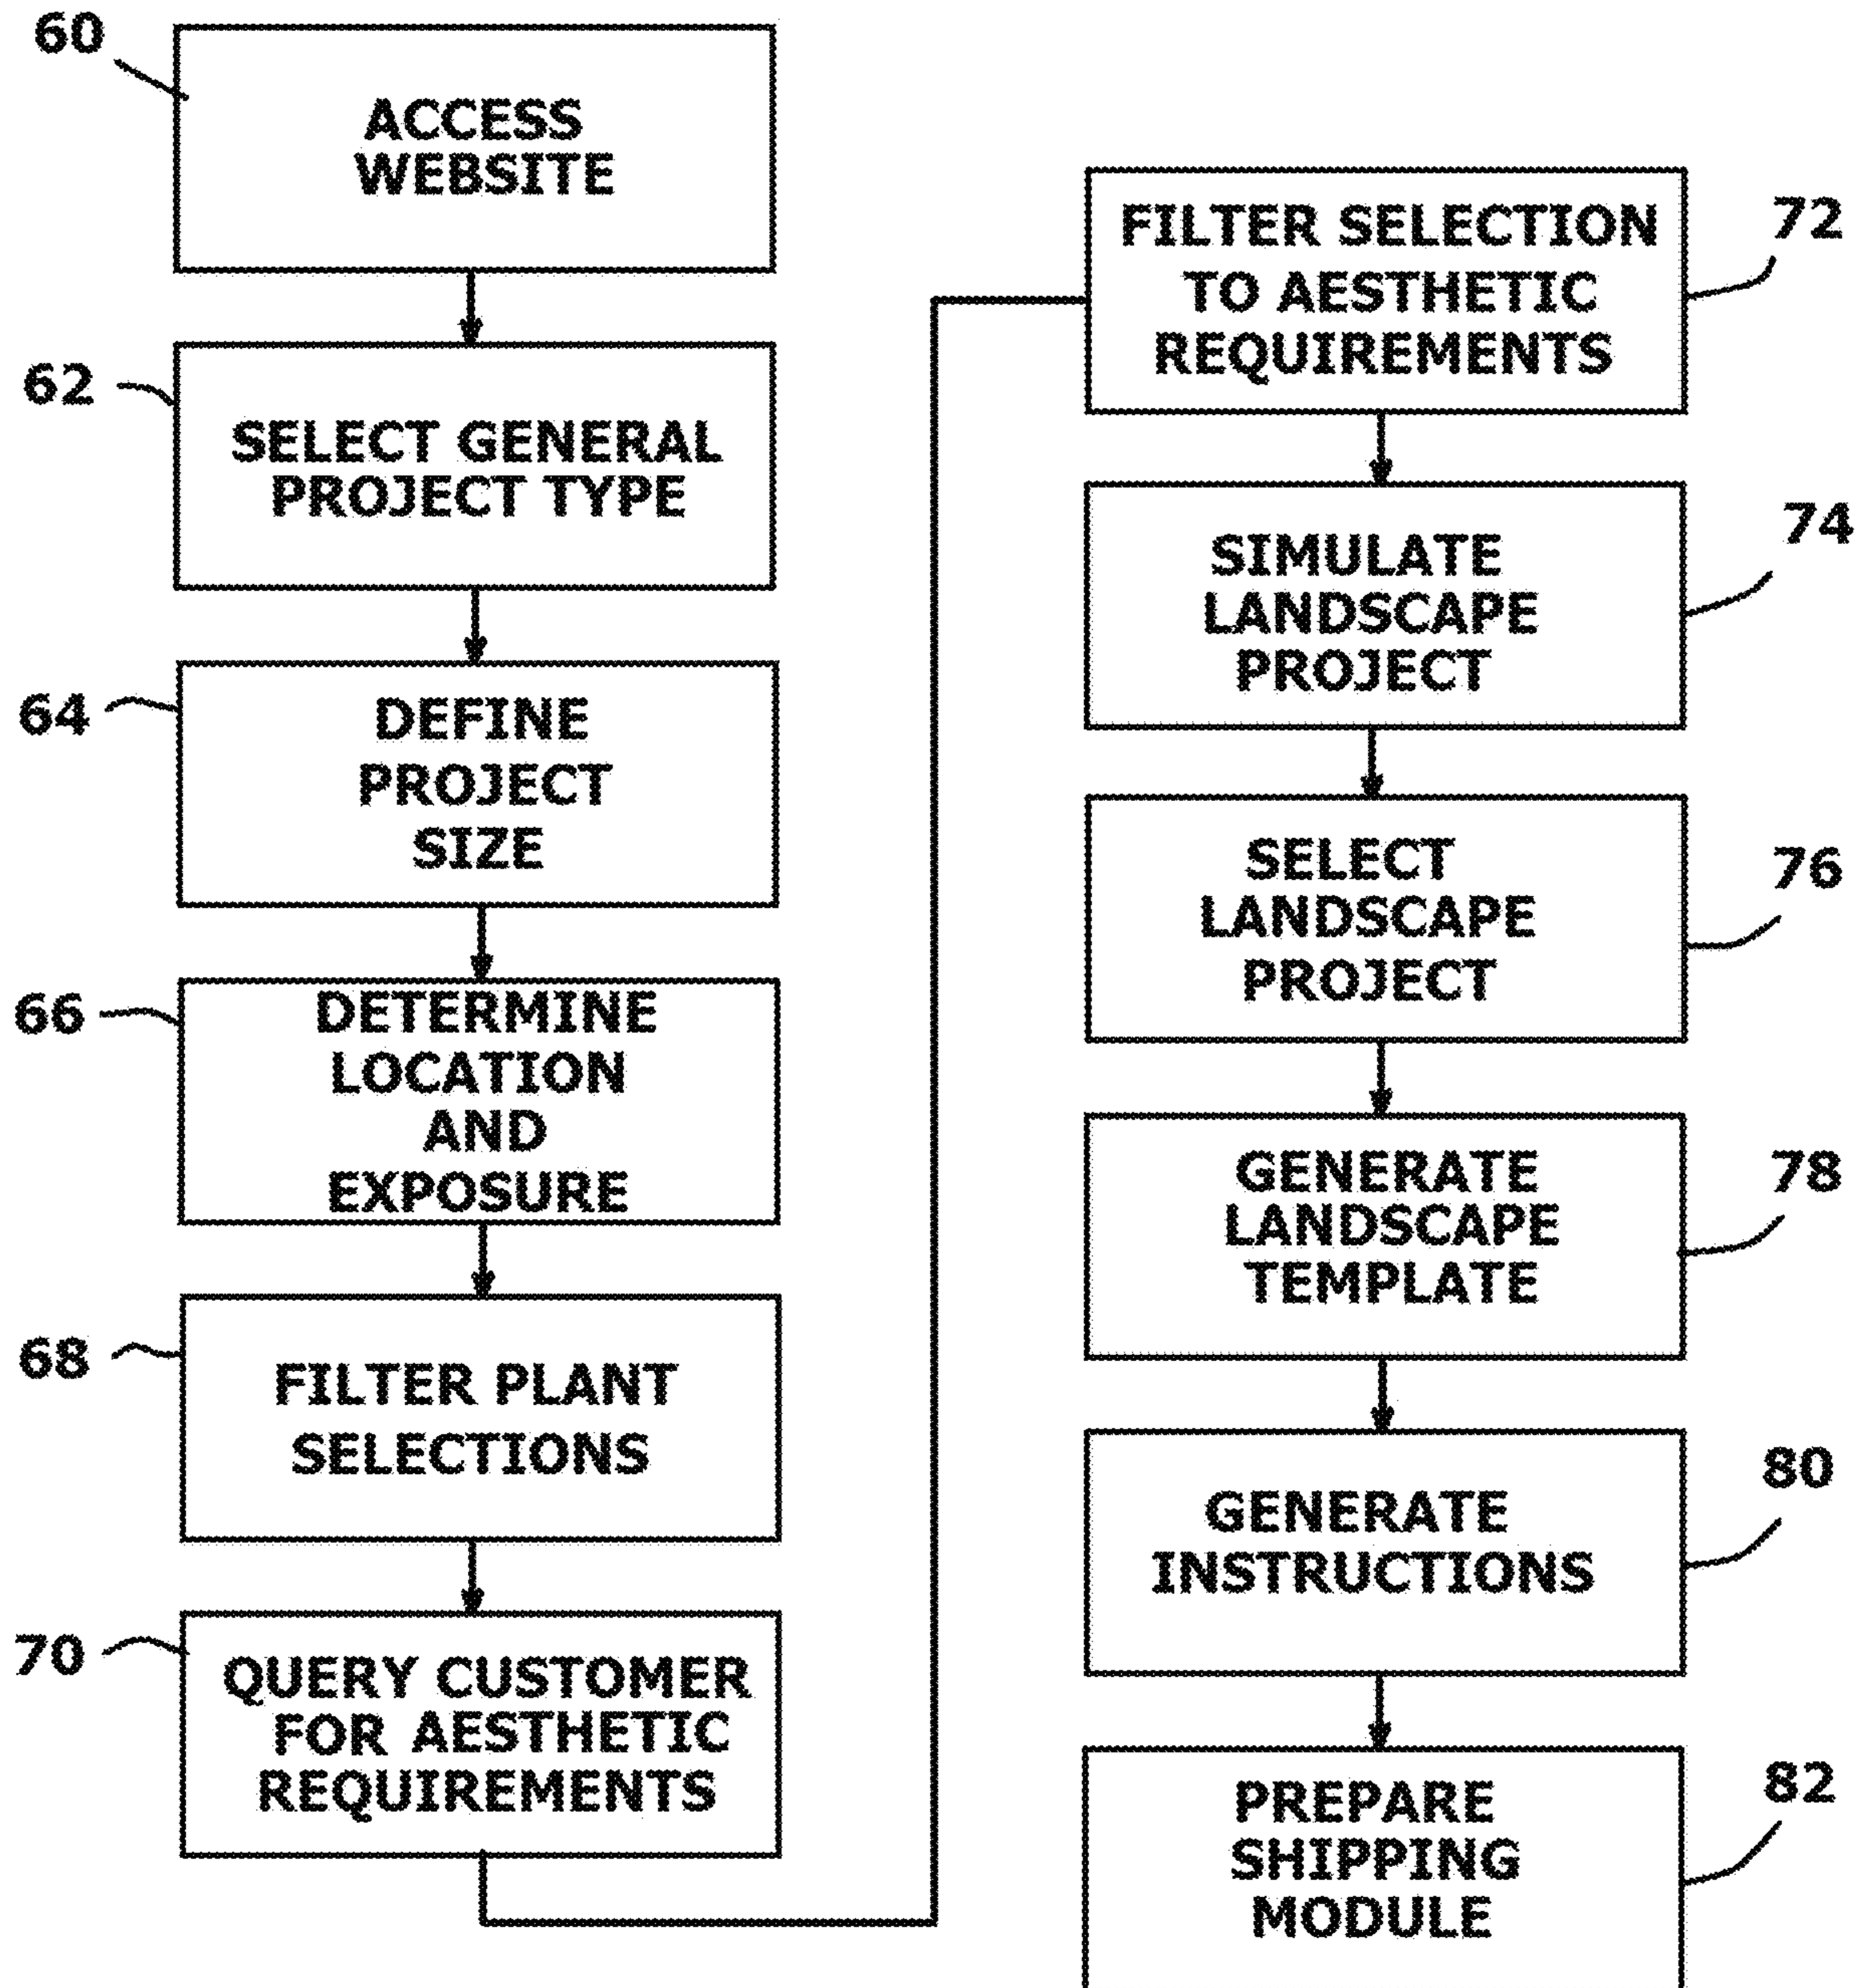 60
ACCESS
WEBSITE
62
SELECT GENERAL
PROJECT TYPE
64
DEFINE
PROJECT
SIZE
66
DETERMINE
LOCATION
AND
EXPOSURE
68
FILTER PLANT
SELECTIONS
70
QUERY CUSTOMER
FOR AESTHETIC
REQUIREMENTS
72
FILTER SELECTION
TO AESTHETIC
REQUIREMENTS
74
SIMULATE
LANDSCAPE
PROJECT
76
SELECT
LANDSCAPE
PROJECT
78
GENERATE
LANDSCAPE
TEMPLATE
80
GENERATE
INSTRUCTIONS
82
PREPARE
SHIPPING
MODULE